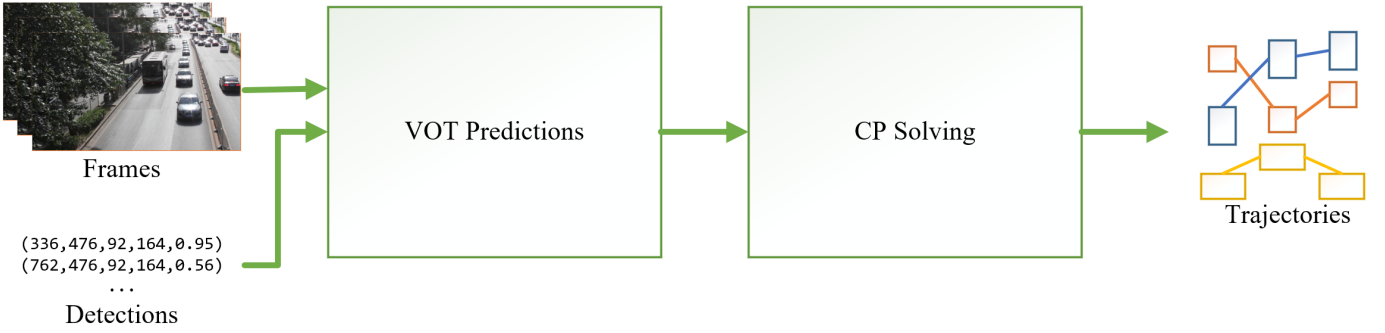 Frames
(336,476,92,164,0.95)
(762,476,92,164,0.56)
...
Detections
VOT Predictions
CP Solving
Trajectories